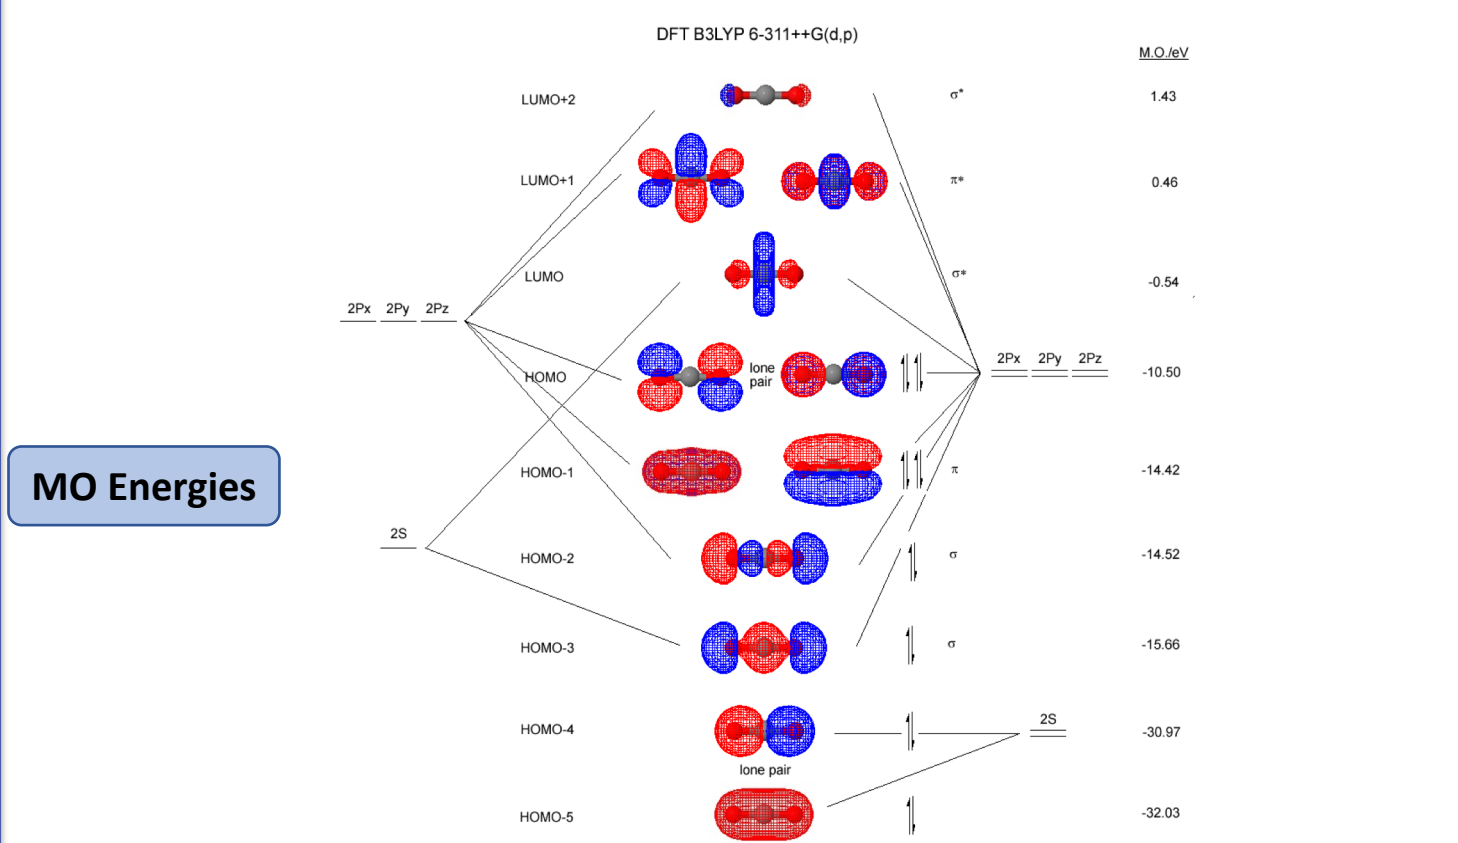 DFT B3LYP 6-311++G(d,p)
M.O./eV
LUMO+2 σ* 1.43
LUMO+1 π* 0.46
LUMO σ* -0.54
2Px 2Py 2Pz
HOMO lone pair 2Px 2Py 2Pz -10.50
HOMO-1 π -14.42
MO Energies
2S
HOMO-2 σ -14.52
HOMO-3 σ -15.66
HOMO-4 2S -30.97
lone pair
HOMO-5 -32.03